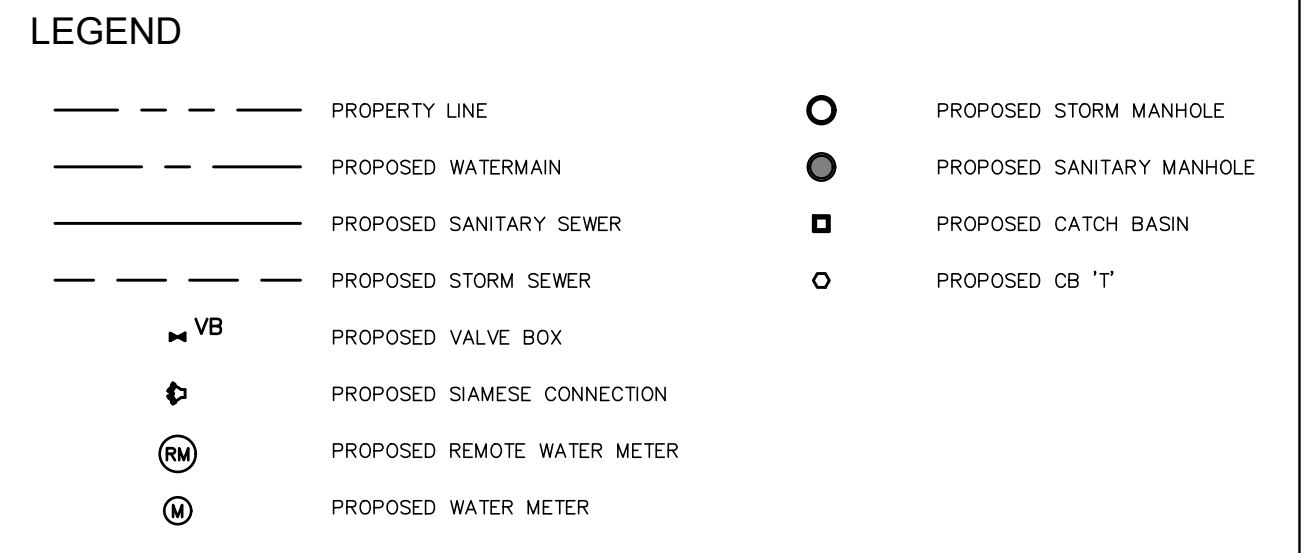 LEGEND
PROPERTY LINE
PROPOSED WATERMAIN
PROPOSED SANITARY SEWER
PROPOSED STORM SEWER
VB PROPOSED VALVE BOX
PROPOSED SIAMESE CONNECTION
RM PROPOSED REMOTE WATER METER
M PROPOSED WATER METER
PROPOSED STORM MANHOLE
PROPOSED SANITARY MANHOLE
PROPOSED CATCH BASIN
PROPOSED CB 'T'